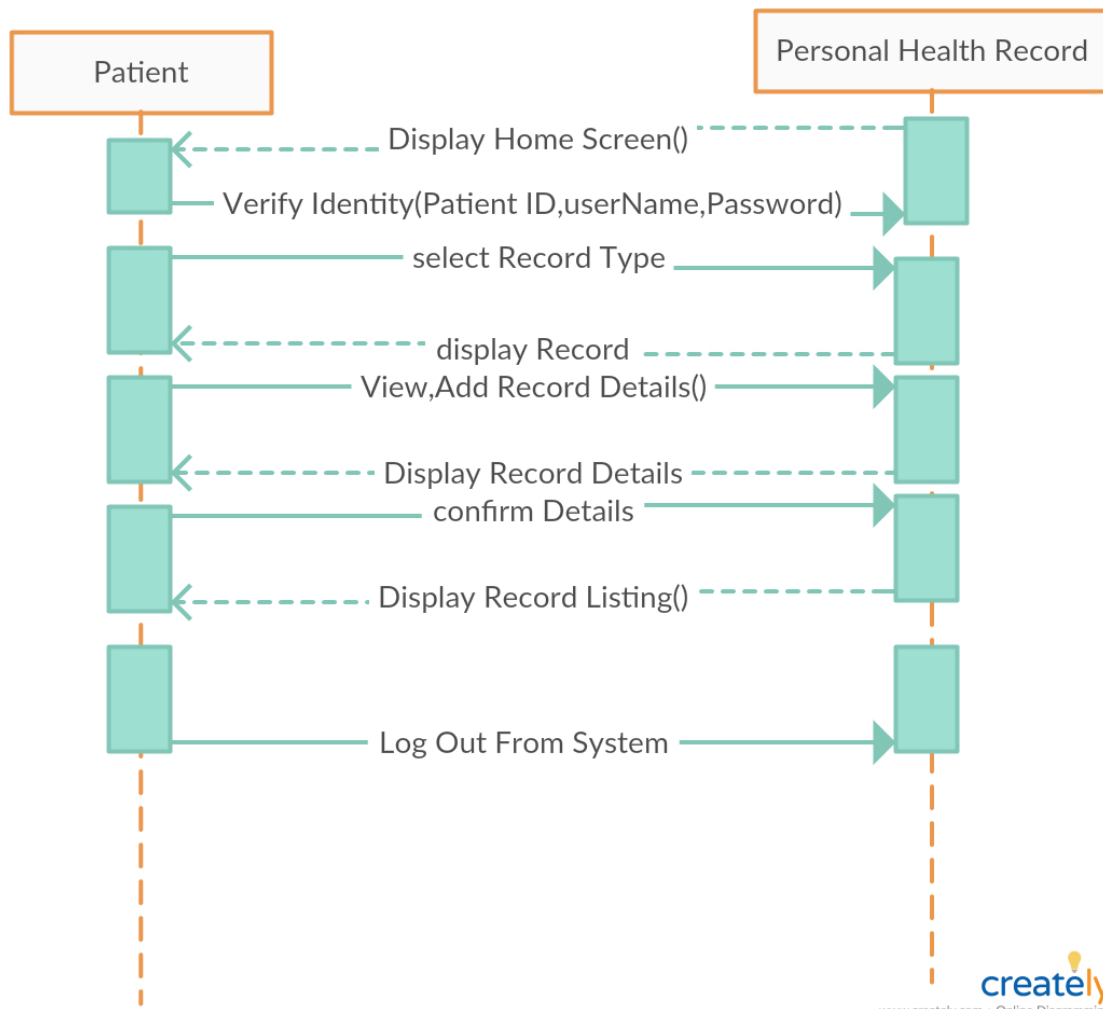 Patient
Personal Health Record
Display Home Screen()
Verify Identity(Patient ID,userName,Password)
select Record Type
display Record
View,Add Record Details()
Display Record Details
confirm Details
Display Record Listing()
Log Out From System
creately